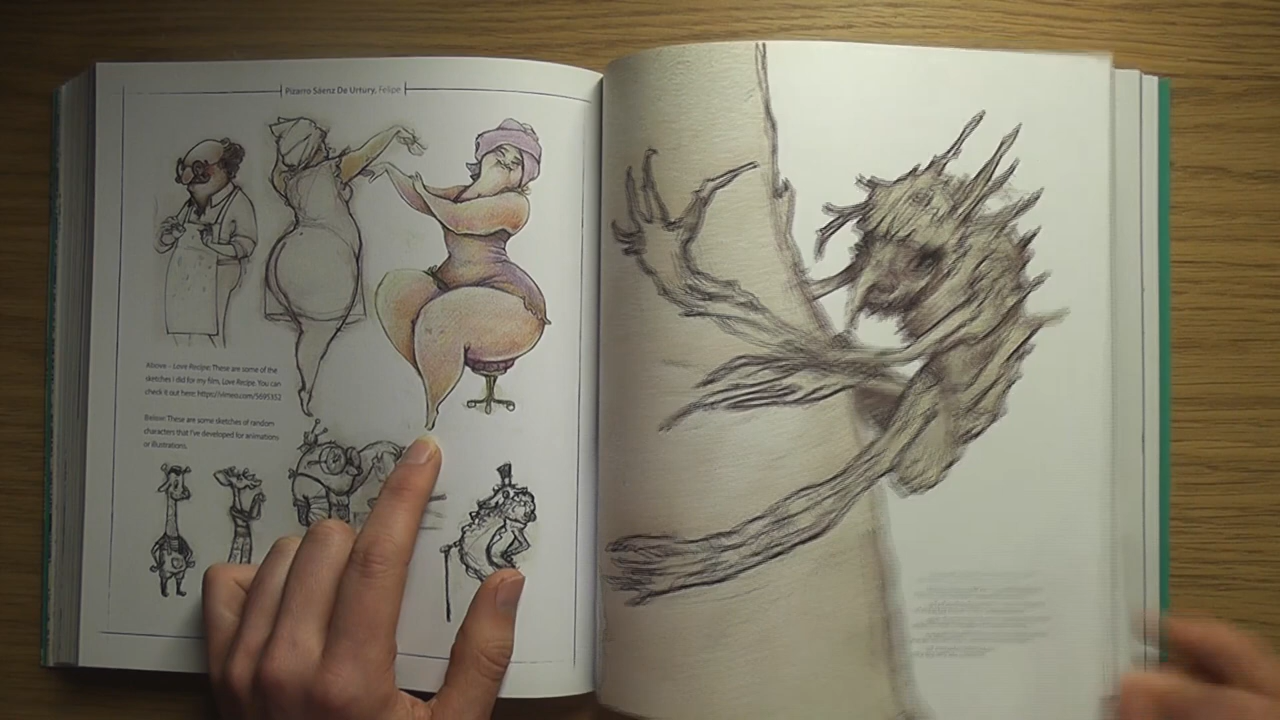 Pizarro Sáenz De Urtury, Felipe
Above – Love Recipe: These are some of the
sketches I did for my film, Love Recipe. You can
check it out here: https://vimeo.com/5695352
Below: These are some sketches of random
characters that I've developed for animations
or illustrations.